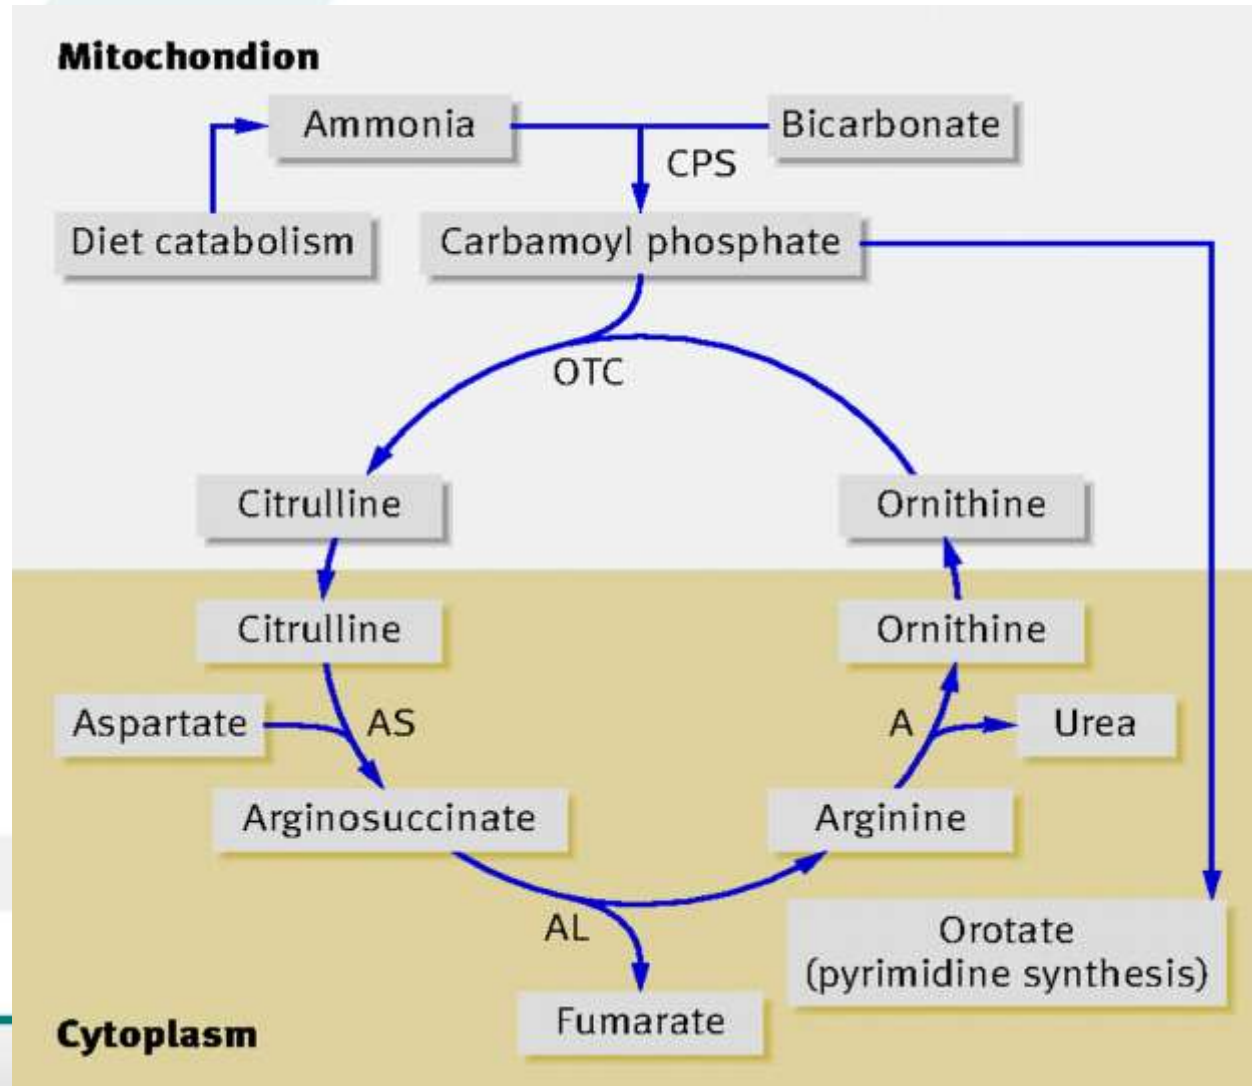 Mitochondion
Ammonia
Bicarbonate
CPS
Diet catabolism
Carbamoyl phosphate
OTC
Citrulline
Ornithine
Citrulline
Ornithine
Aspartate
AS
A
Urea
Arginosuccinate
Arginine
AL
Orotate
(pyrimidine synthesis)
Fumarate
Cytoplasm